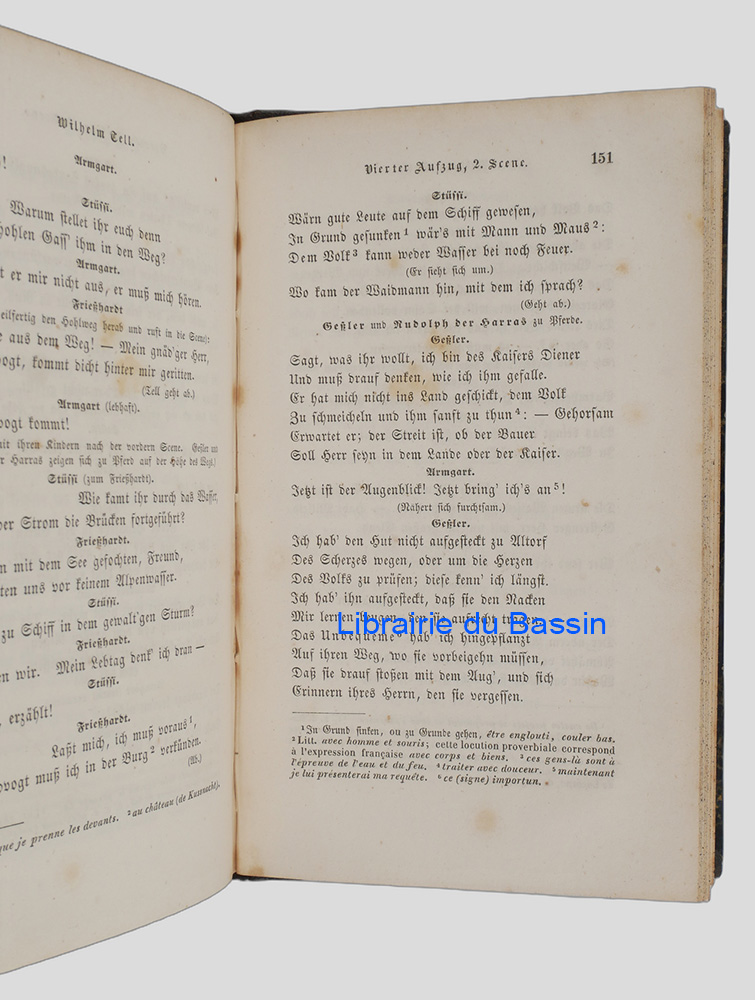 Wilhelm Tell.
Armgart.
Stüssi.
Warum stellet ihr euch denn
hohlen Gass' ihm in den Weg?
Armgart.
er mir nicht aus, er muß mich hören.
Frießhardt
eilfertig den Hohlweg herab und ruft in die Scene):
aus dem Weg! — Mein gnäd'ger Herr,
kommt dicht hinter mir geritten.
(Tell geht ab.)
Armgart (lebhaft).
kommt!
mit ihren Kindern nach der vordern Scene. Geßler und
Harras zeigen sich zu Pferd auf der Höhe des Wegs.)
Stüssi (zum Frießhardt).
Wie kamt ihr durch das Wasser,
der Strom die Brücken fortgeführt?
Frießhardt.
mit dem See gefochten, Freund,
uns vor keinem Alpenwasser.
Stüssi.
zu Schiff in dem gewalt'gen Sturm?
Frießhardt.
wir. Mein Lebtag denk' ich dran —
Stüssi.
erzählt!
Frießhardt.
Laßt mich, ich muß voraus¹,
muß ich in der Burg² verkünden.
(Ab.)
que je prenne les devants. ² au château (de Kussnacht).
Vierter Aufzug, 2. Scene. 151
Stüssi.
Wärn gute Leute auf dem Schiff gewesen,
In Grund gesunken¹ wär's mit Mann und Maus²:
Dem Volk³ kann weder Wasser bei noch Feuer.
(Er sieht sich um.)
Wo kam der Waidmann hin, mit dem ich sprach?
(Geht ab.)
Geßler und Rudolph der Harras zu Pferde.
Geßler.
Sagt, was ihr wollt, ich bin des Kaisers Diener
Und muß drauf denken, wie ich ihm gefalle.
Er hat mich nicht ins Land geschickt, dem Volk
Zu schmeicheln und ihm sanft zu thun⁴: — Gehorsam
Erwartet er; der Streit ist, ob der Bauer
Soll Herr seyn in dem Lande oder der Kaiser.
Armgart.
Jetzt ist der Augenblick! Jetzt bring' ich's an⁵!
(Nähert sich furchtsam.)
Geßler.
Ich hab' den Hut nicht aufgesteckt zu Altorf
Des Scherzes wegen, oder um die Herzen
Des Volks zu prüfen; diese kenn' ich längst.
Ich hab' ihn aufgesteckt, daß sie den Nacken
Mir lernen beugen, den sie aufrecht tragen.
Librairie du Bassin
Das Unbequeme⁶ hab' ich hingepflanzt
Auf ihren Weg, wo sie vorbeigehn müssen,
Daß sie drauf stoßen mit dem Aug', und sich
Erinnern ihres Herrn, den sie vergessen.
¹ In Grund sinken, ou zu Grunde gehen, être englouti, couler bas.
² Litt. avec homme et souris; cette locution proverbiale correspond
à l'expression française avec corps et biens. ³ ces gens-là sont à
l'épreuve de l'eau et du feu. ⁴ traiter avec douceur. ⁵ maintenant
je lui présenterai ma requête. ⁶ ce (signe) importun.